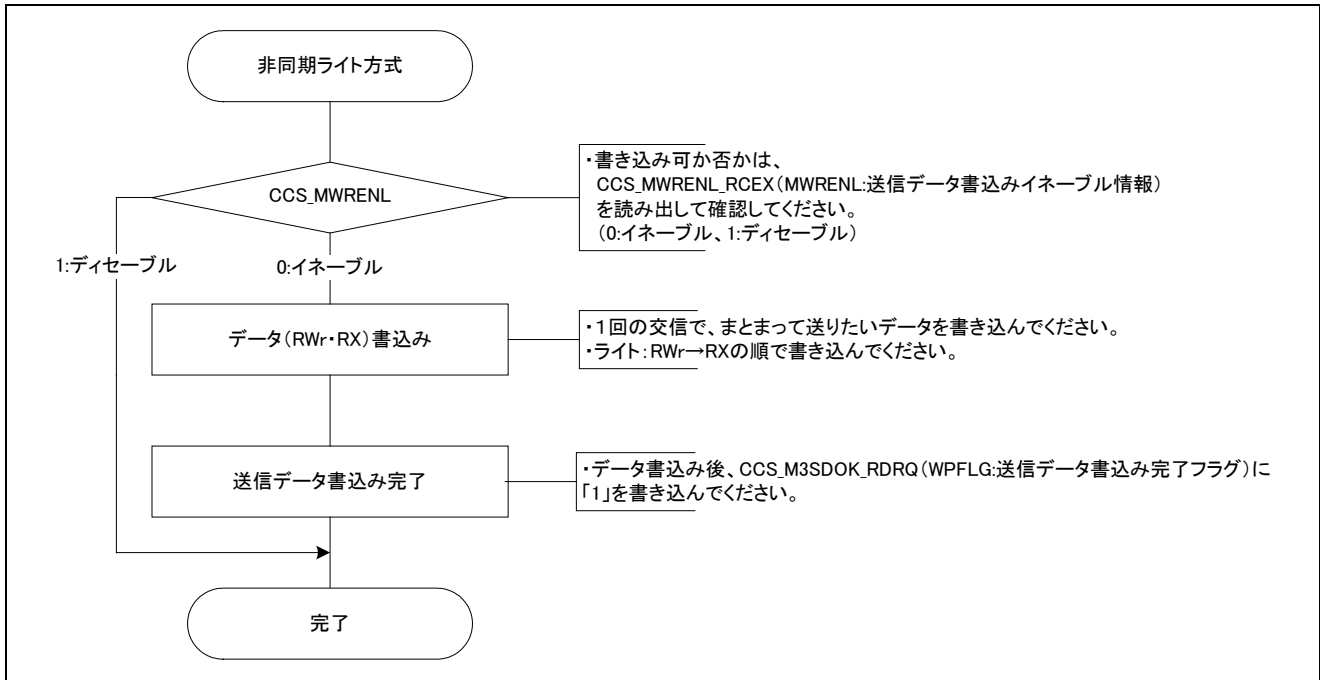 非同期ライト方式
CCS_MWRENL
・書き込み可か否かは、
CCS_MWRENL_RCEX(MWRENL:送信データ書込みイネーブル情報)
を読み出して確認してください。
(0:イネーブル、1:ディセーブル)
1:ディセーブル
0:イネーブル
データ(RWr・RX)書込み
・1回の交信で、まとまって送りたいデータを書き込んでください。
・ライト:RWr→RXの順で書き込んでください。
送信データ書込み完了
・データ書込み後、CCS_M3SDOK_RDRQ(WPFLG:送信データ書込み完了フラグ)に
「1」を書き込んでください。
完了